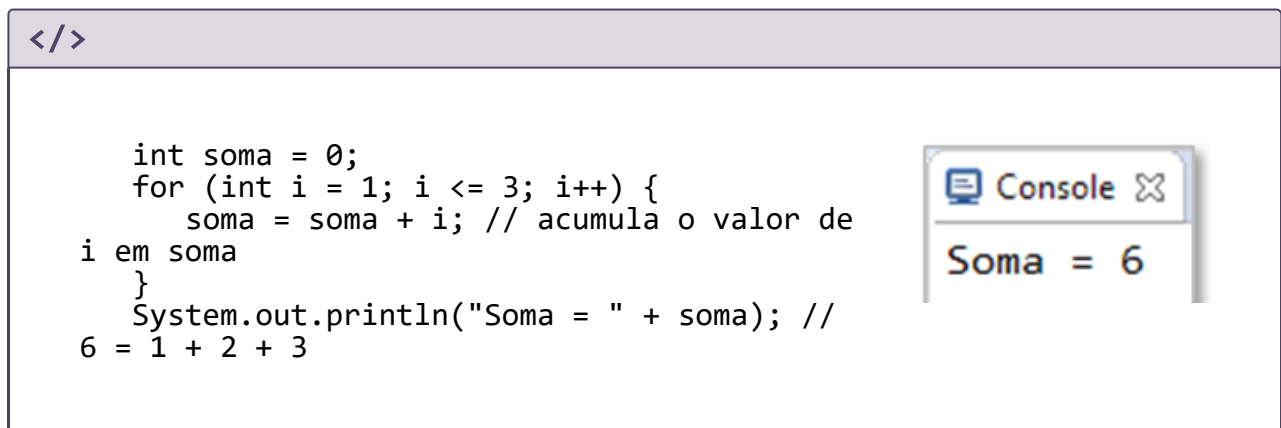 </>
int soma = 0;
for (int i = 1; i <= 3; i++) {
soma = soma + i; // acumula o valor de
i em soma
}
System.out.println("Soma = " + soma); //
6 = 1 + 2 + 3
Console
Soma = 6